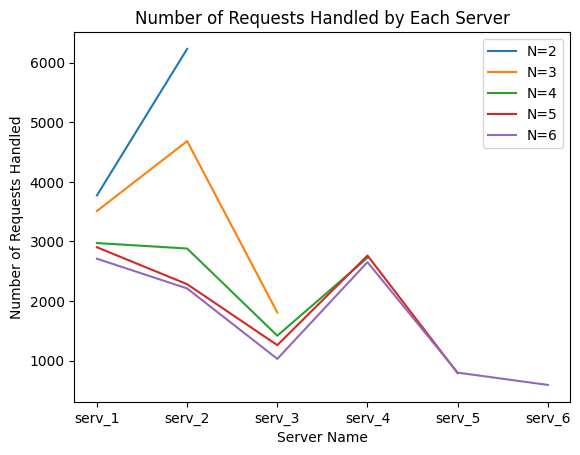 Number of Requests Handled by Each Server
N=2
N=3
N=4
N=5
N=6
Number of Requests Handled
6000
5000
4000
3000
2000
1000
serv_1 serv_2 serv_3 serv_4 serv_5 serv_6
Server Name